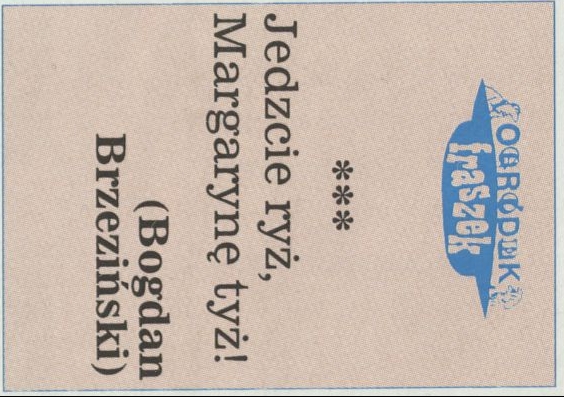 OGRÓDEK
fraszek
***
Jedzcie ryż,
Margarynę tyż!
(Bogdan
Brzeziński)